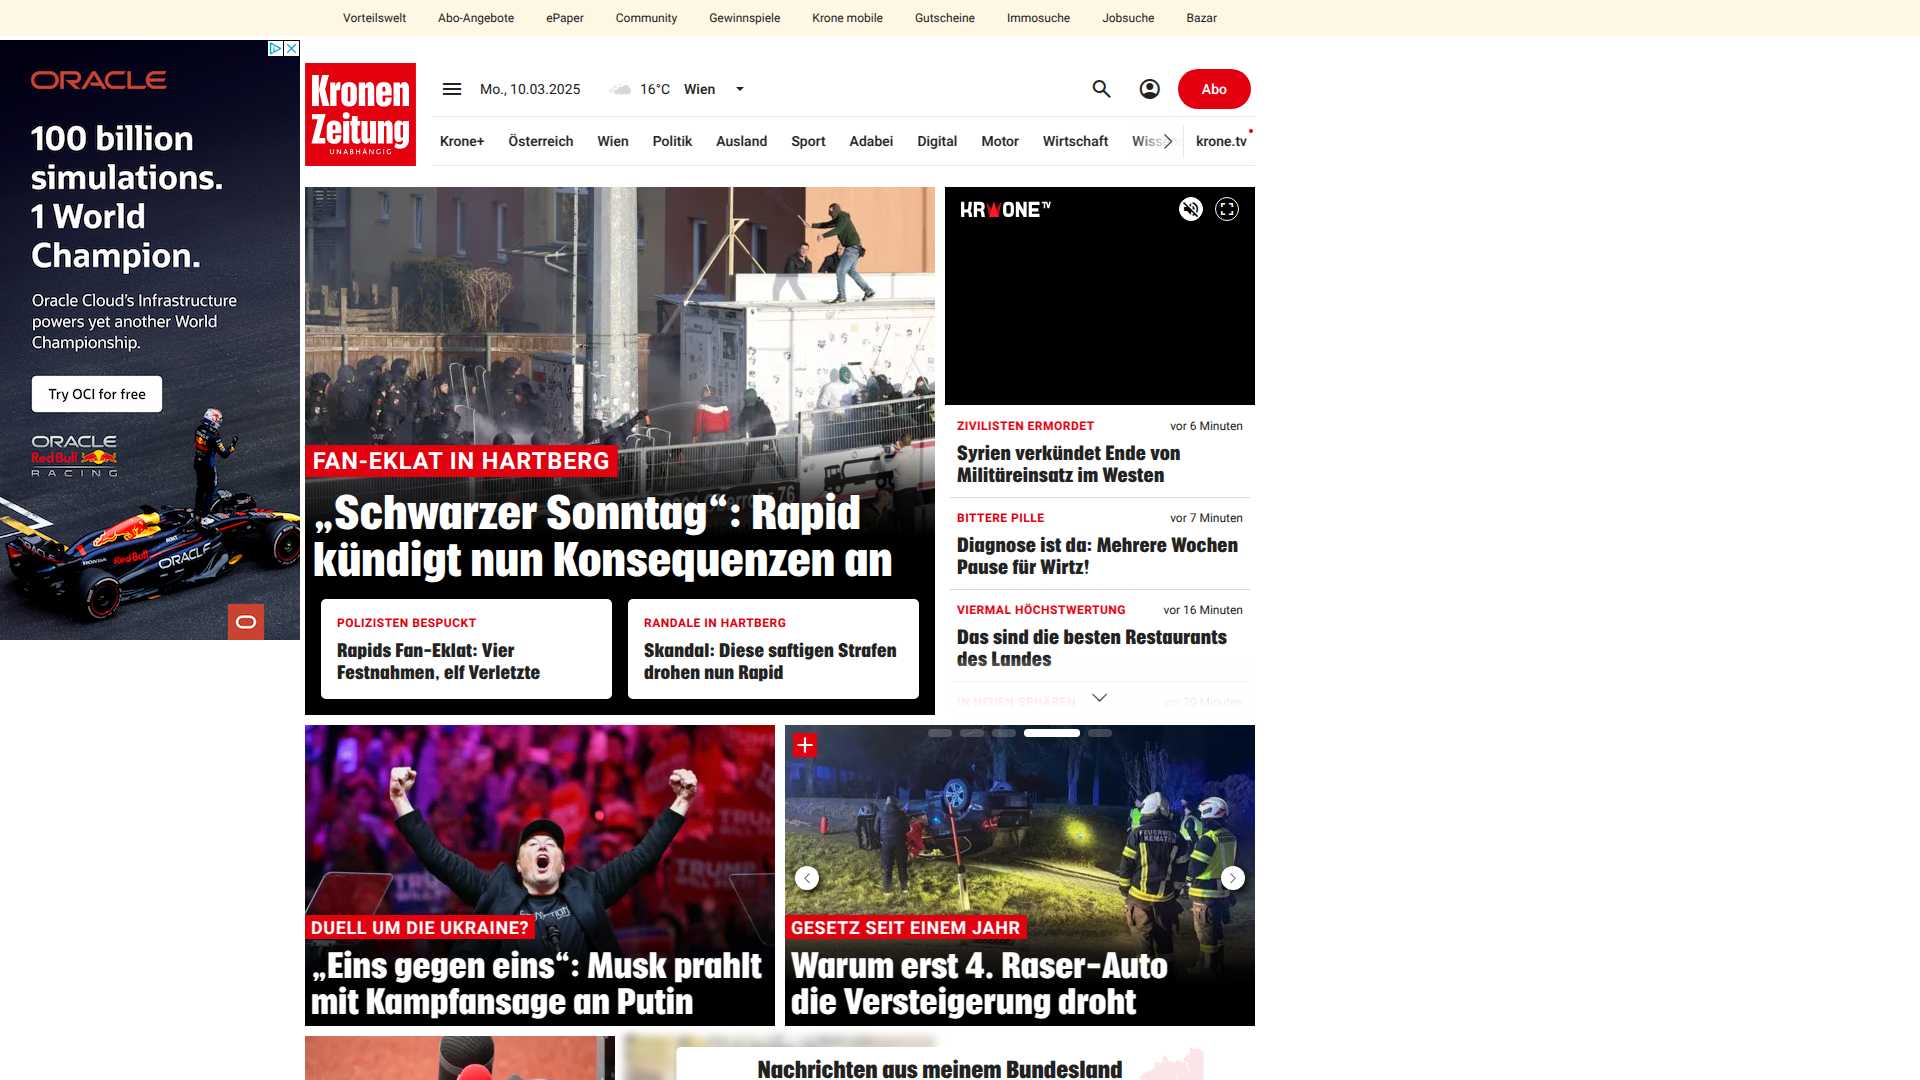 Vorteilswelt Abo-Angebote ePaper Community Gewinnspiele Krone mobile Gutscheine Immosuche Jobsuche Bazar
ORACLE
100 billion
simulations.
1 World
Champion.
Oracle Cloud's Infrastructure
powers yet another World
Championship.
Try OCI for free
ORACLE
Red Bull
RACING
Kronen
Zeitung
UNABHÄNGIG
Mo., 10.03.2025 16°C Wien
Abo
Krone+ Österreich Wien Politik Ausland Sport Adabei Digital Motor Wirtschaft Wiss krone.tv
FAN-EKLAT IN HARTBERG
„Schwarzer Sonntag“: Rapid
kündigt nun Konsequenzen an
POLIZISTEN BESPUCKT
Rapids Fan-Eklat: Vier
Festnahmen, elf Verletzte
RANDALE IN HARTBERG
Skandal: Diese saftigen Strafen
drohen nun Rapid
KRONE TV
ZIVILISTEN ERMORDET vor 6 Minuten
Syrien verkündet Ende von
Militäreinsatz im Westen
BITTERE PILLE vor 7 Minuten
Diagnose ist da: Mehrere Wochen
Pause für Wirtz!
VIERMAL HÖCHSTWERTUNG vor 16 Minuten
Das sind die besten Restaurants
des Landes
IN NEUEN SPHÄREN vor 20 Minuten
DUELL UM DIE UKRAINE?
„Eins gegen eins“: Musk prahlt
mit Kampfansage an Putin
GESETZ SEIT EINEM JAHR
Warum erst 4. Raser-Auto
die Versteigerung droht
Nachrichten aus meinem Bundesland